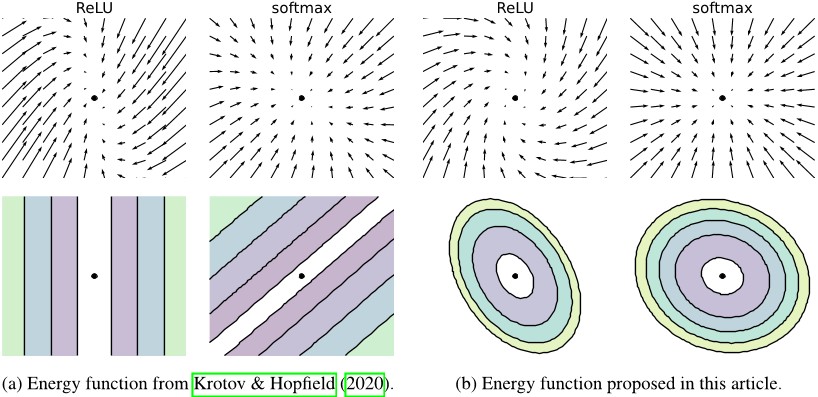 ReLU
softmax
ReLU
softmax
(a) Energy function from Krotov & Hopfield (2020).
(b) Energy function proposed in this article.